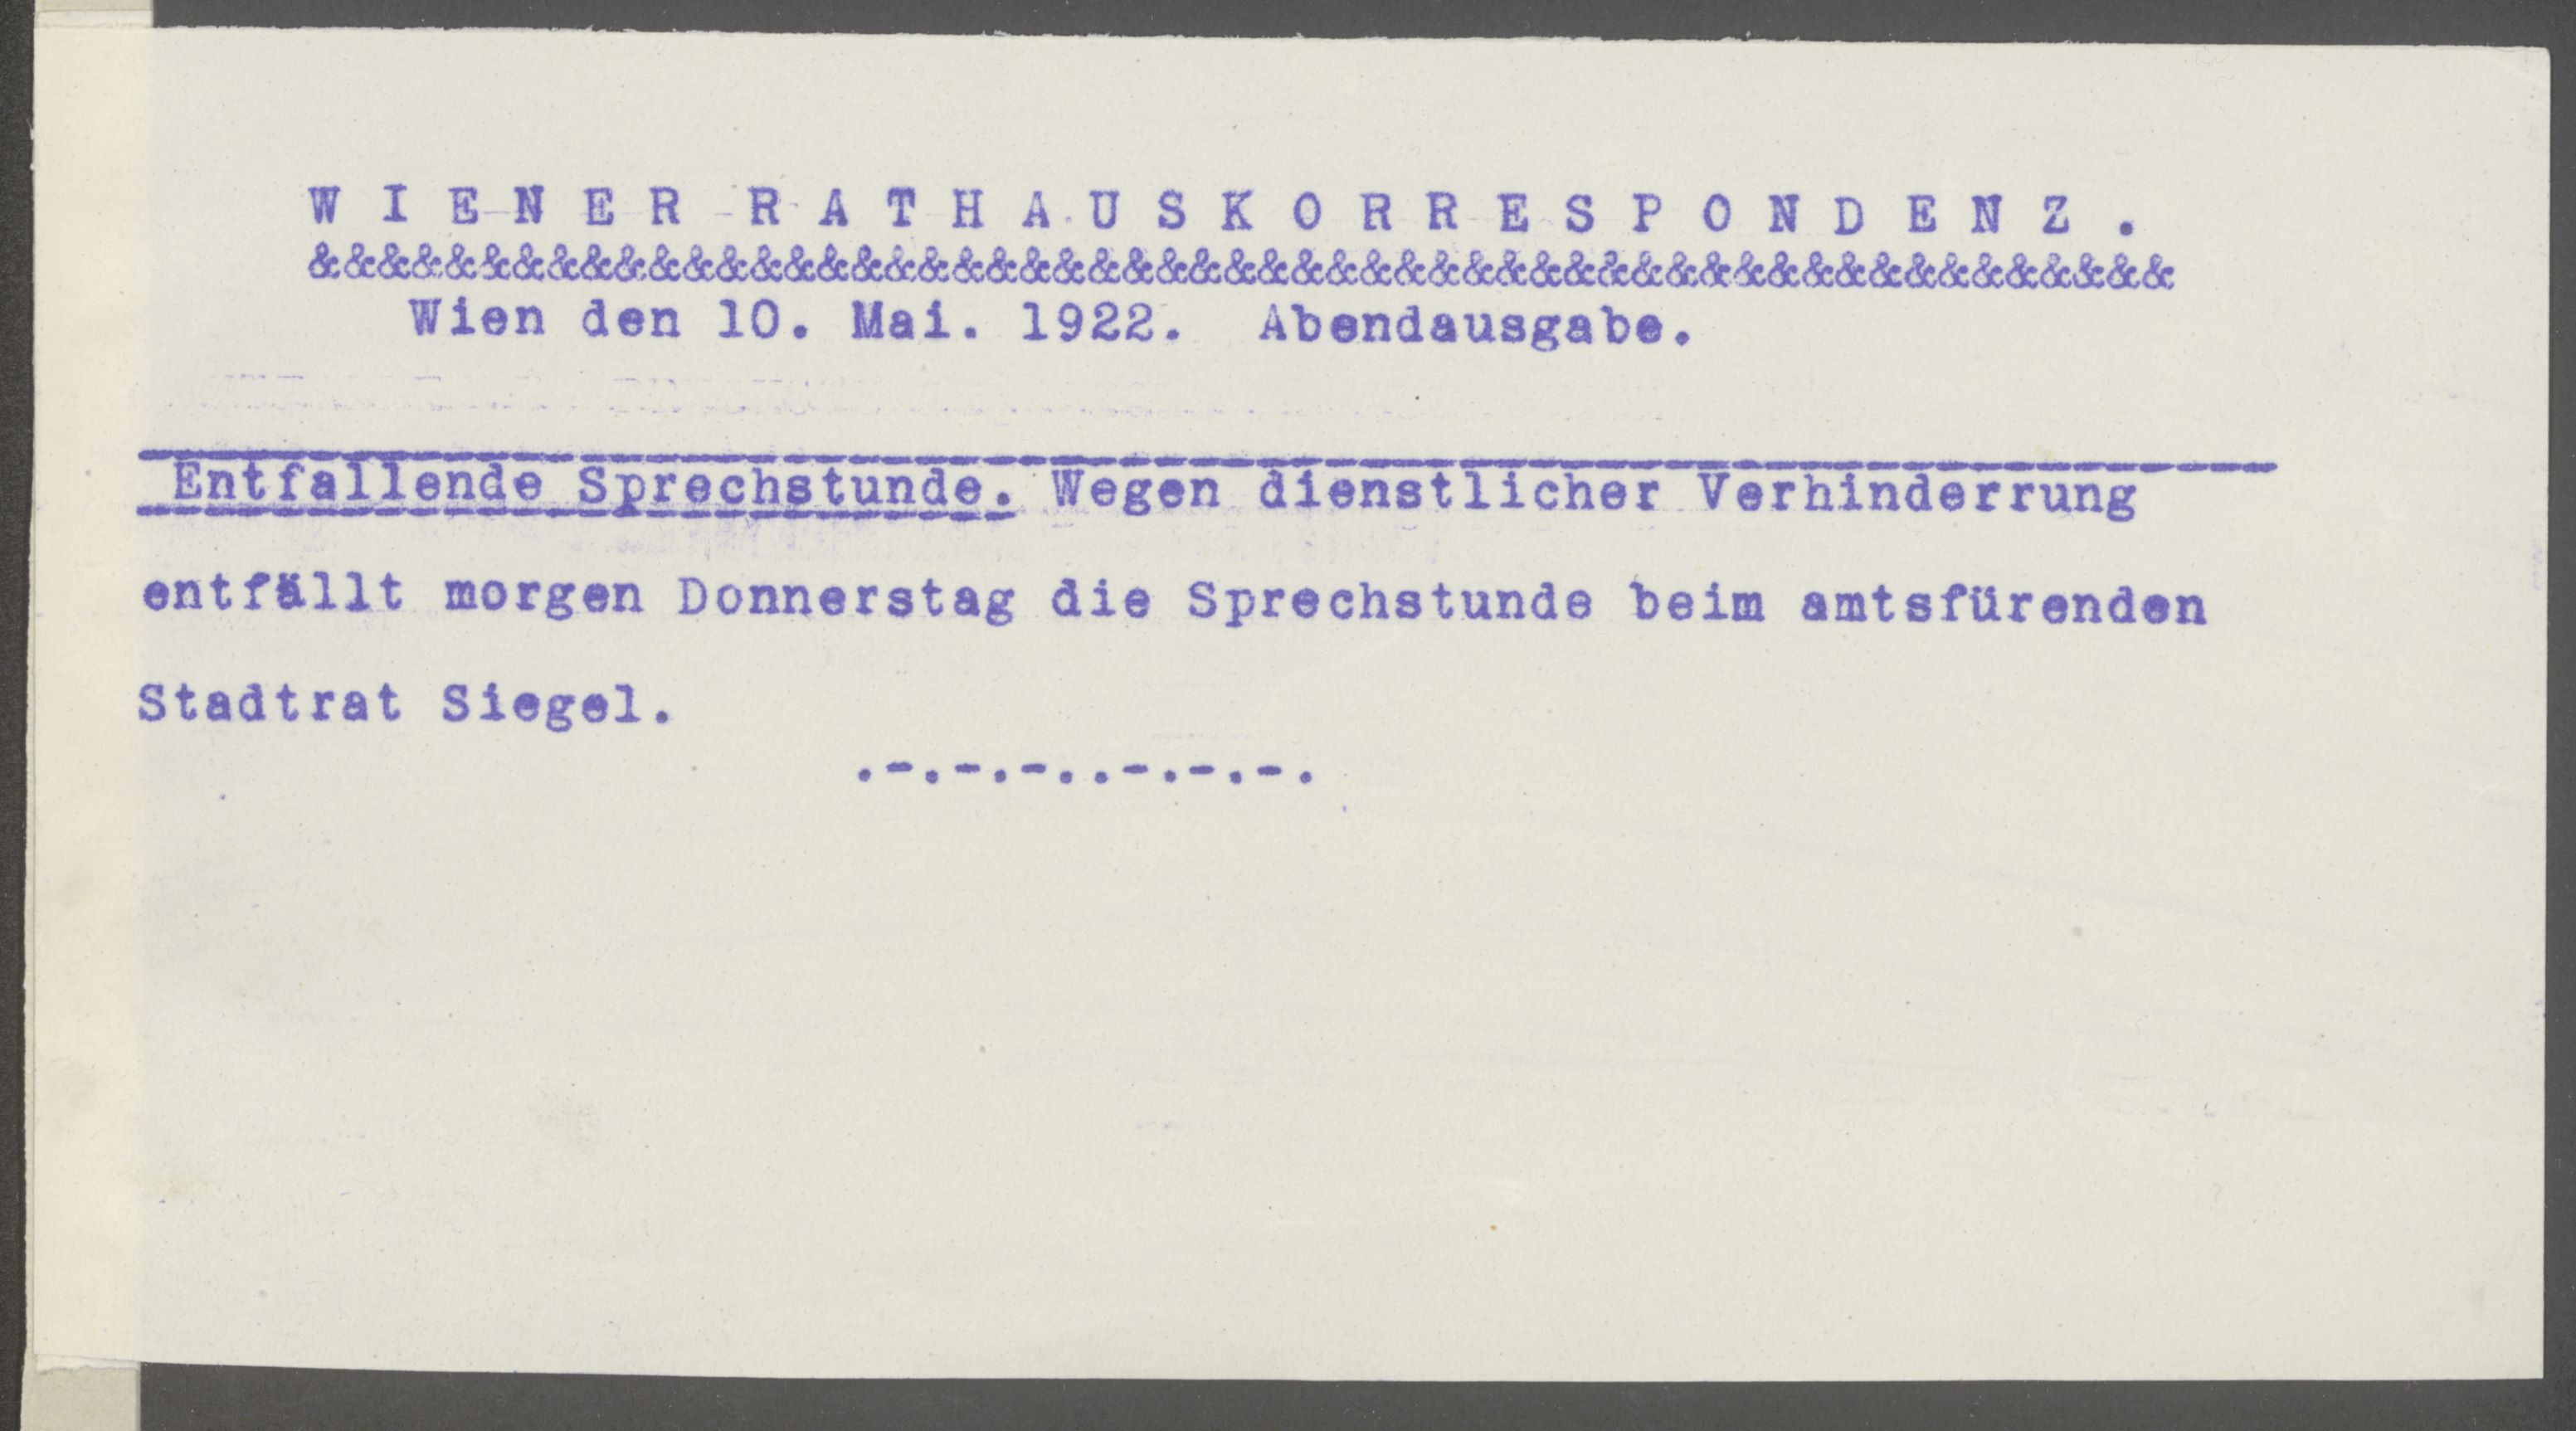 W I E N E R R A T H A U S K O R R E S P O N D E N Z .
&&&&&&&&&&&&&&&&&&&&&&&&&&&&&&&&&&&&&&&&&&&&&&&&&&&&&&&
Wien den 10. Mai. 1922. Abendausgabe.
Entfallende Sprechstunde. Wegen dienstlicher Verhinderrung
entfällt morgen Donnerstag die Sprechstunde beim amtsfürenden
Stadtrat Siegel.
.-.-.-..-.-.-.